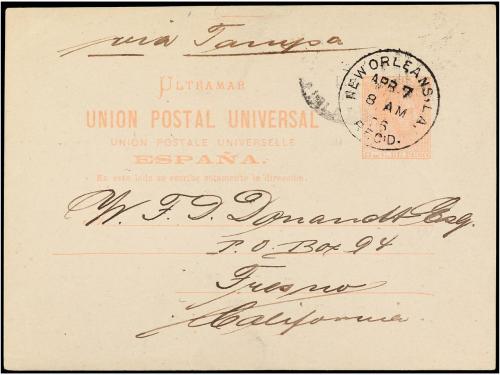 via Tampa
ULTRAMAR
UNION POSTAL UNIVERSAL
UNION POSTALE UNIVERSELLE
ESPAÑA.
En este lado se escribe solamente la dirección.
NEW ORLEANS, LA.
APR 7
8 AM
REC'D.
W. F. D. Esq.
P. O. Box 94
Fresno
California.